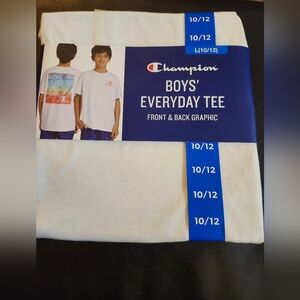 10/12
10/12
L(10/12)
Champion
BOYS'
EVERYDAY TEE
FRONT & BACK GRAPHIC
10/12
10/12
10/12
10/12